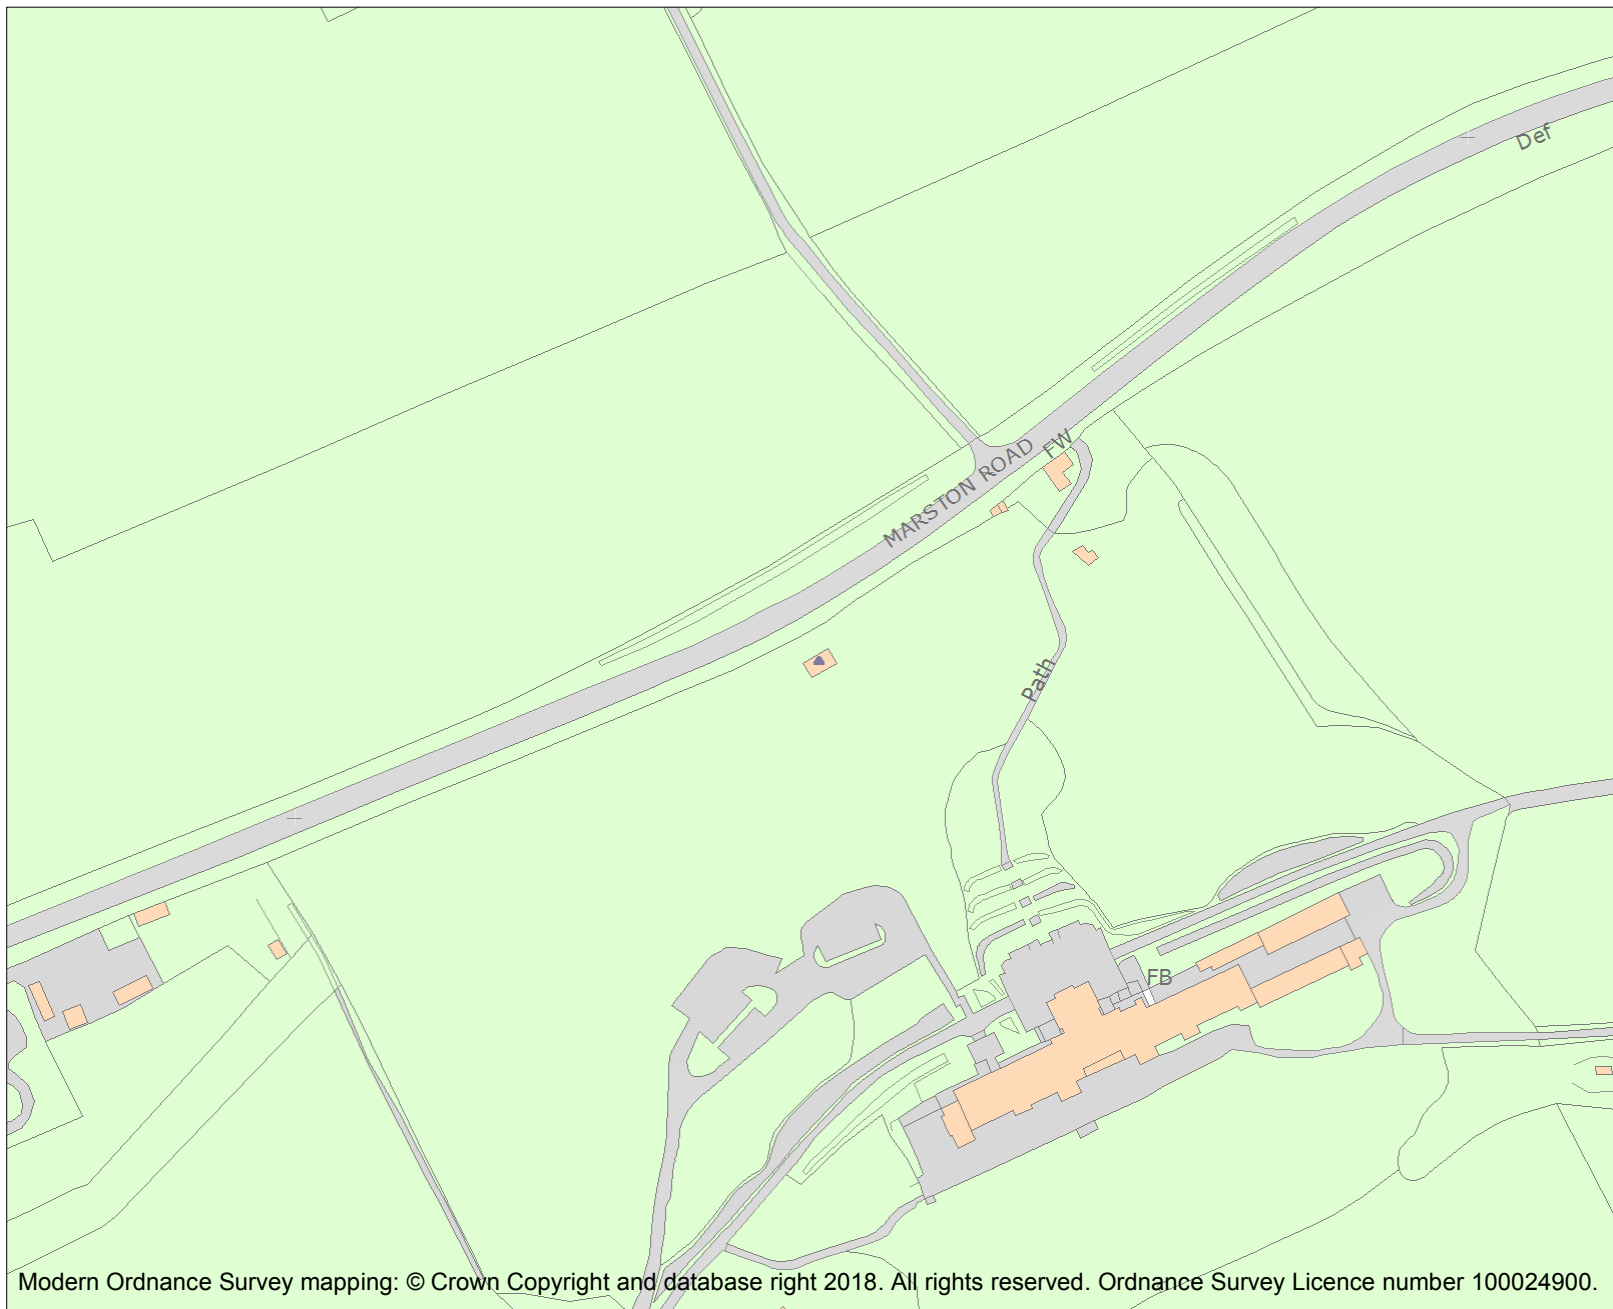 Def
FW
MARSTON ROAD
Path
FB
Modern Ordnance Survey mapping: © Crown Copyright and database right 2018. All rights reserved. Ordnance Survey Licence number 100024900.